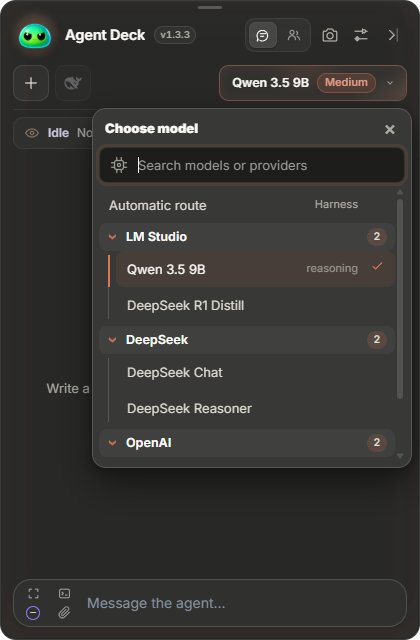 Agent Deck v1.3.3
Qwen 3.5 9B Medium
Idle No
Choose model
Search models or providers
Automatic route Harness
LM Studio 2
Qwen 3.5 9B reasoning
DeepSeek R1 Distill
DeepSeek 2
DeepSeek Chat
DeepSeek Reasoner
Write a
OpenAI 2
Message the agent...